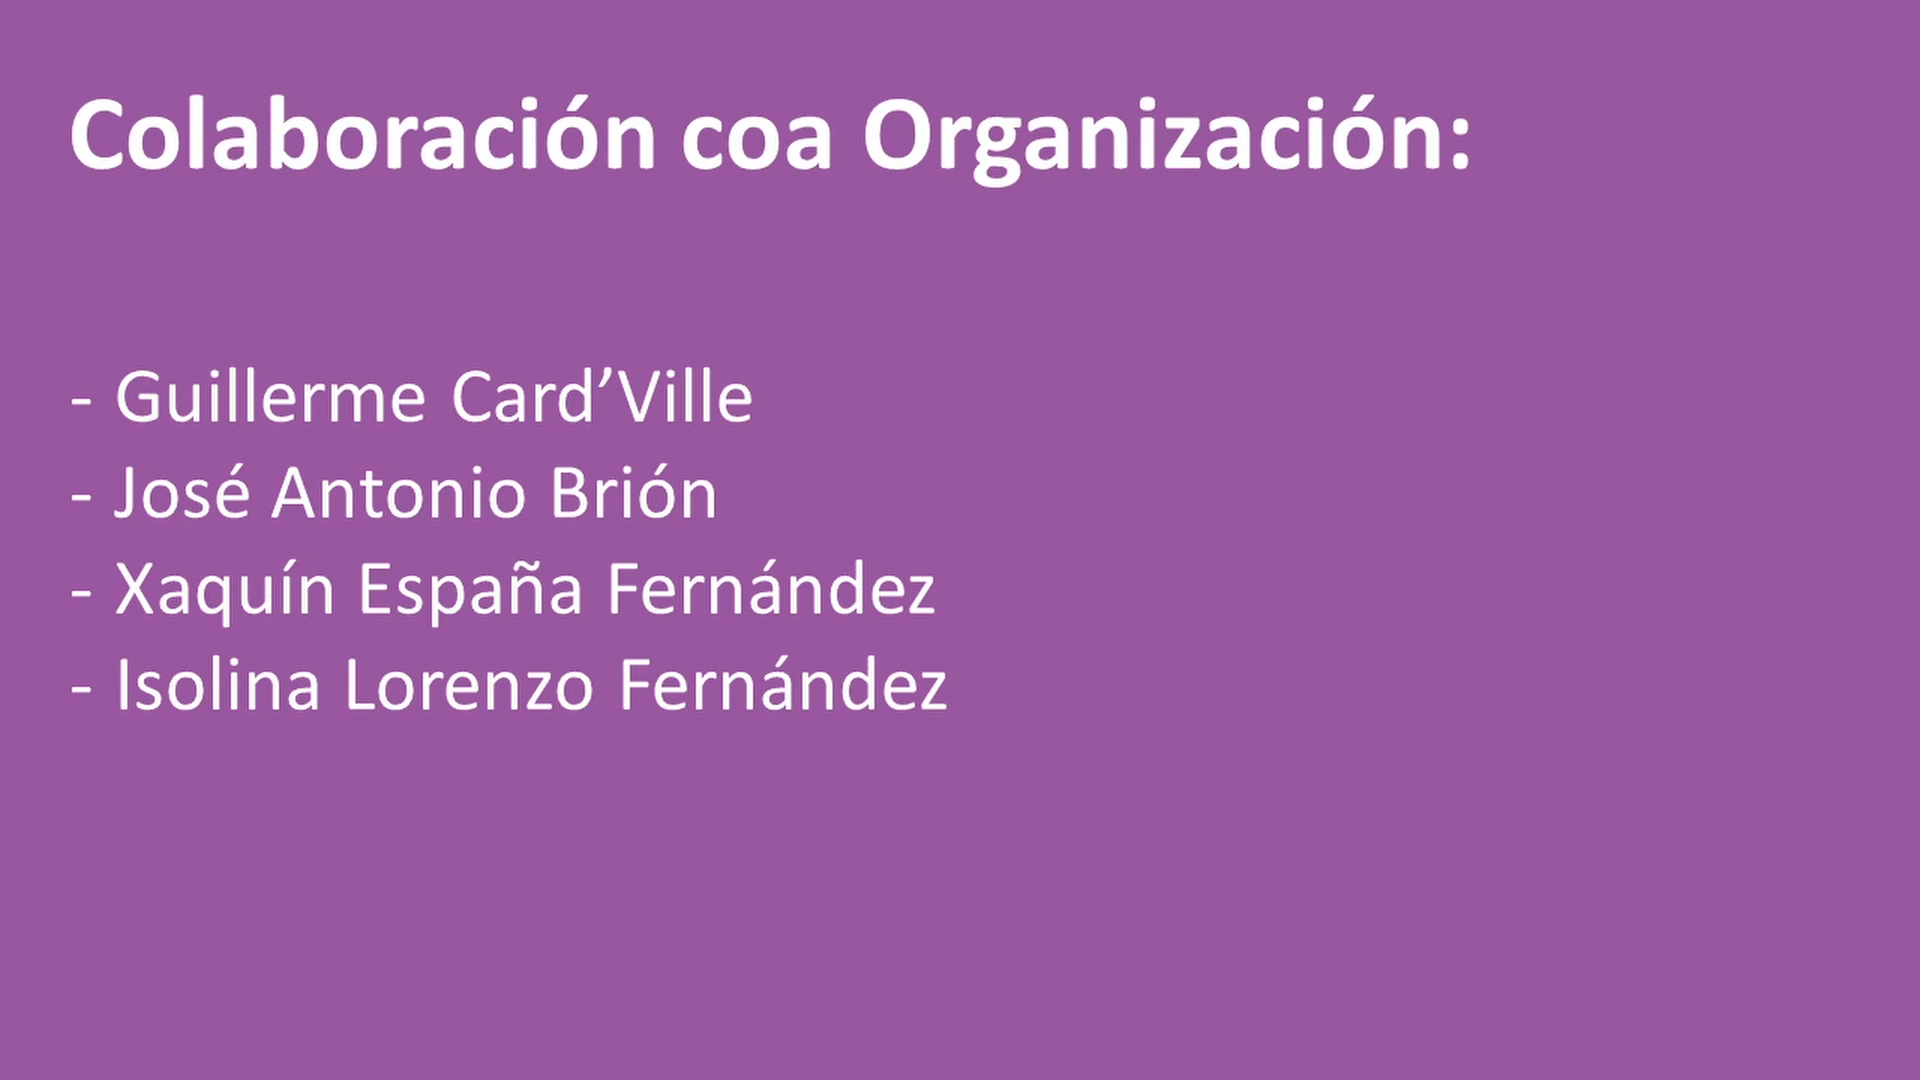 Colaboración coa Organización:
- Guillerme Card’Ville
- José Antonio Brión
- Xaquín España Fernández
- Isolina Lorenzo Fernández